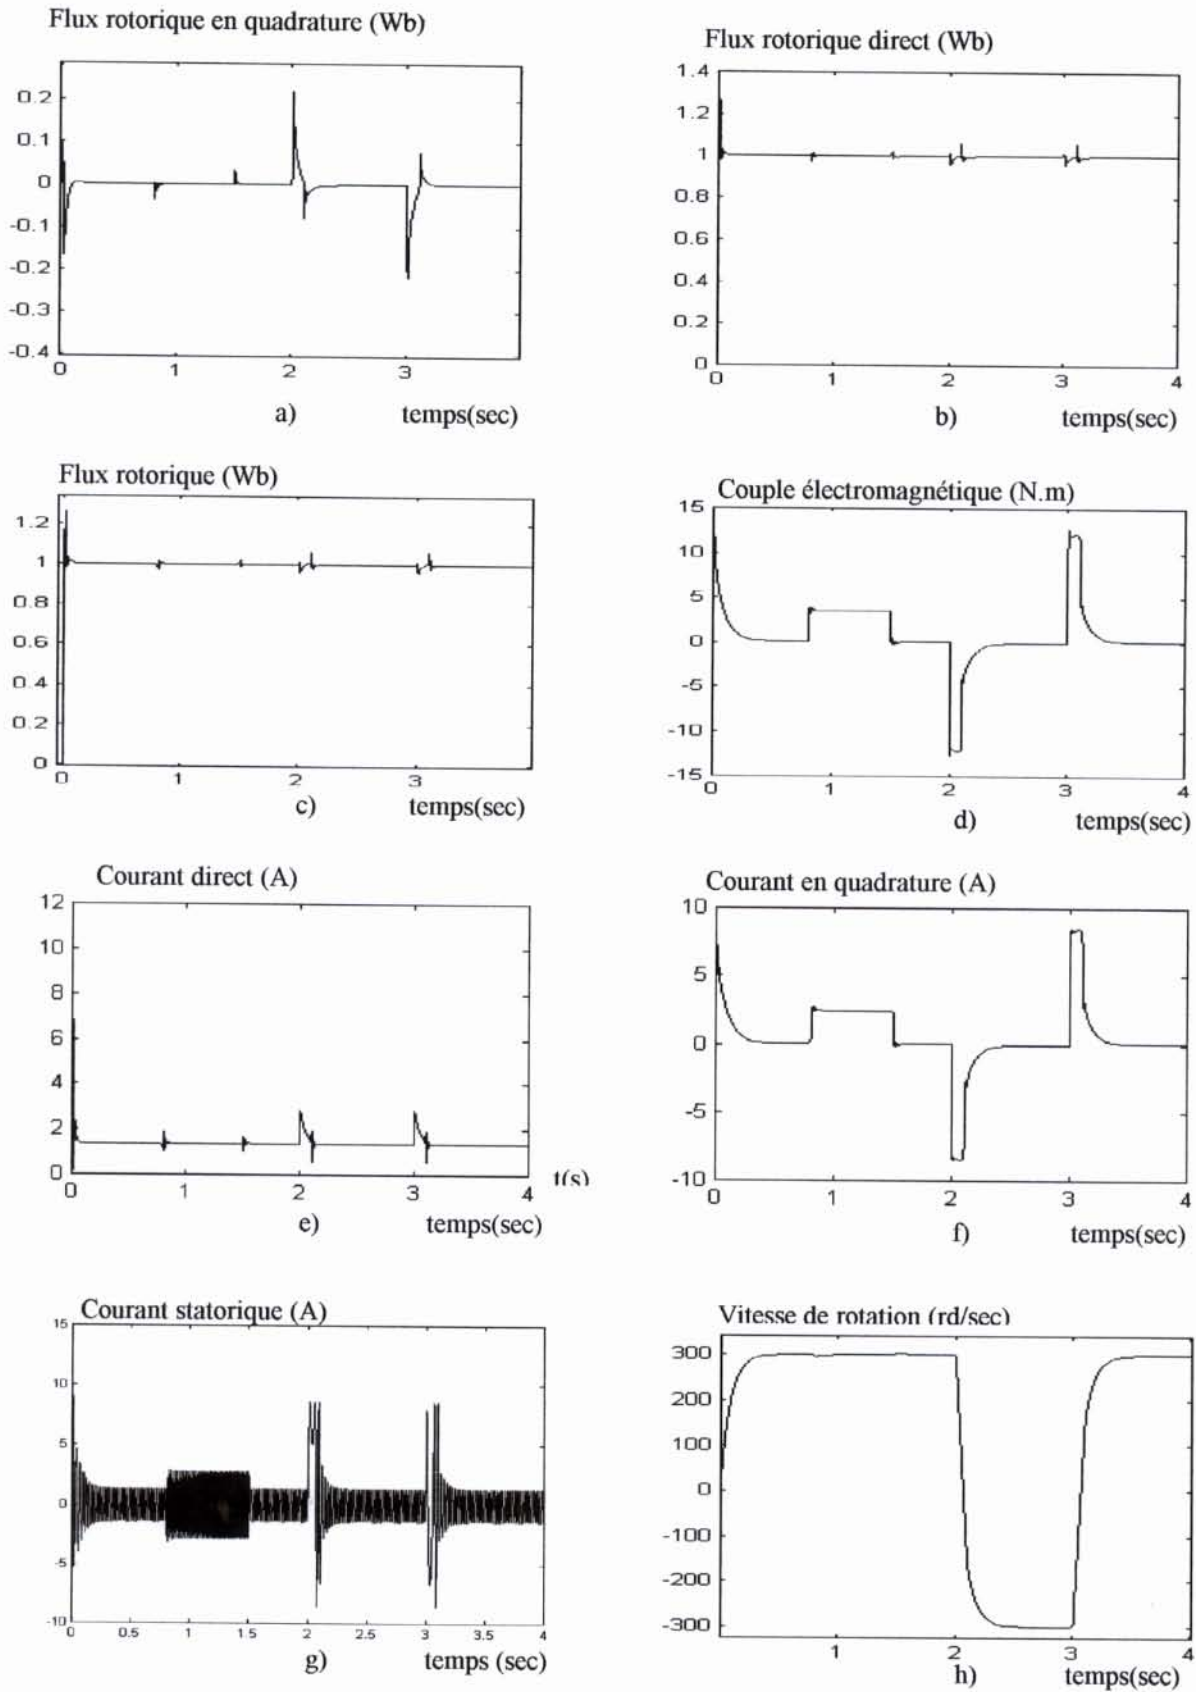 Flux rotorique en quadrature (Wb)
0.2
0.1
0
-0.1
-0.2
-0.3
-0.4
0 1 2 3
a) temps(sec)
Flux rotorique direct (Wb)
1.4
1.2
1
0.8
0.6
0.4
0.2
0
0 1 2 3 4
b) temps(sec)
Flux rotorique (Wb)
1.2
1
0.8
0.6
0.4
0.2
0
0 1 2 3
c) temps(sec)
Couple électromagnétique (N.m)
15
10
5
0
-5
-10
-15
0 1 2 3 4
d) temps(sec)
Courant direct (A)
12
10
8
6
4
2
0
0 1 2 3 4
t(s)
e) temps(sec)
Courant en quadrature (A)
10
5
0
-5
-10
0 1 2 3 4
f) temps(sec)
Courant statorique (A)
15
10
5
0
-5
-10
0 0.5 1 1.5 2 2.5 3 3.5 4
g) temps (sec)
Vitesse de rotation (rd/sec)
300
200
100
0
-100
-200
-300
1 2 3 4
h) temps(sec)